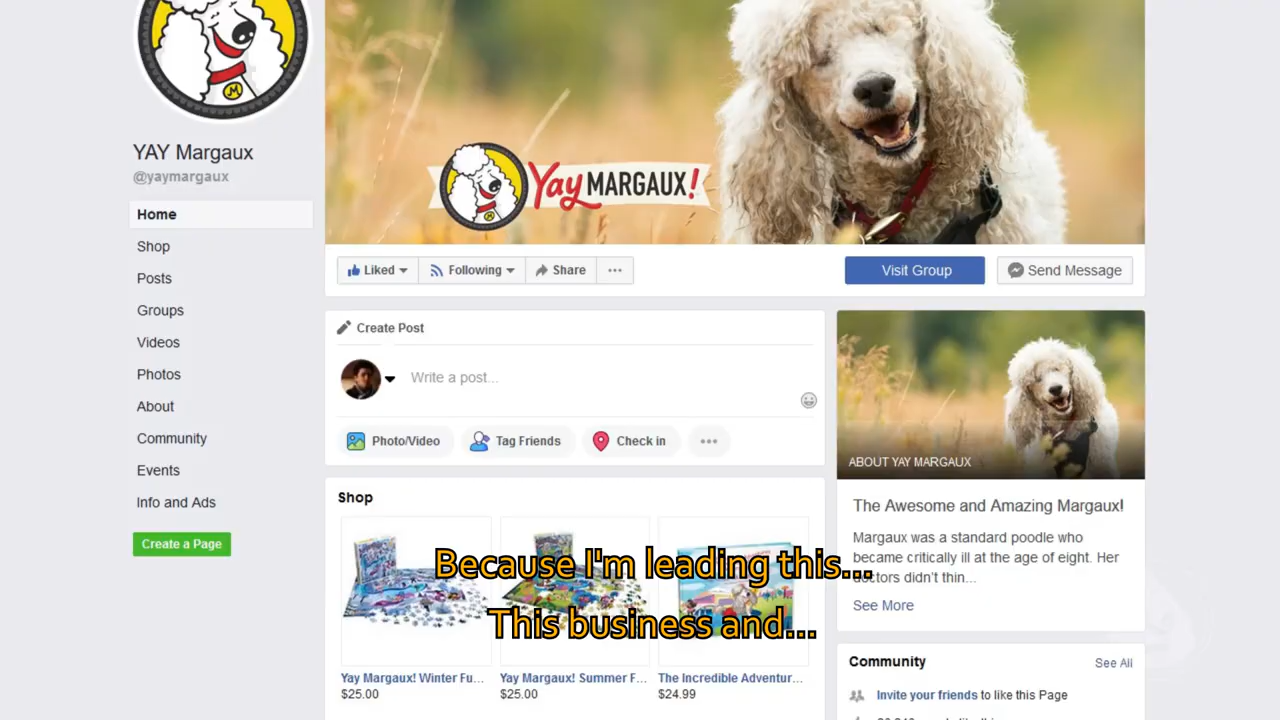 YAY Margaux
@yaymargaux
Home
Shop
Posts
Groups
Videos
Photos
About
Community
Events
Info and Ads
Create a Page
M
Yay MARGAUX!
Liked
Following
Share
Visit Group
Send Message
Create Post
Write a post...
Photo/Video
Tag Friends
Check in
Shop
Yay Margaux! Winter Fu...
$25.00
Yay Margaux! Summer F...
$25.00
The Incredible Adventur...
$24.99
ABOUT YAY MARGAUX
The Awesome and Amazing Margaux!
Margaux was a standard poodle who
became critically ill at the age of eight. Her
doctors didn't thin...
See More
Community
See All
Invite your friends to like this Page
Because I'm leading this...
This business and...